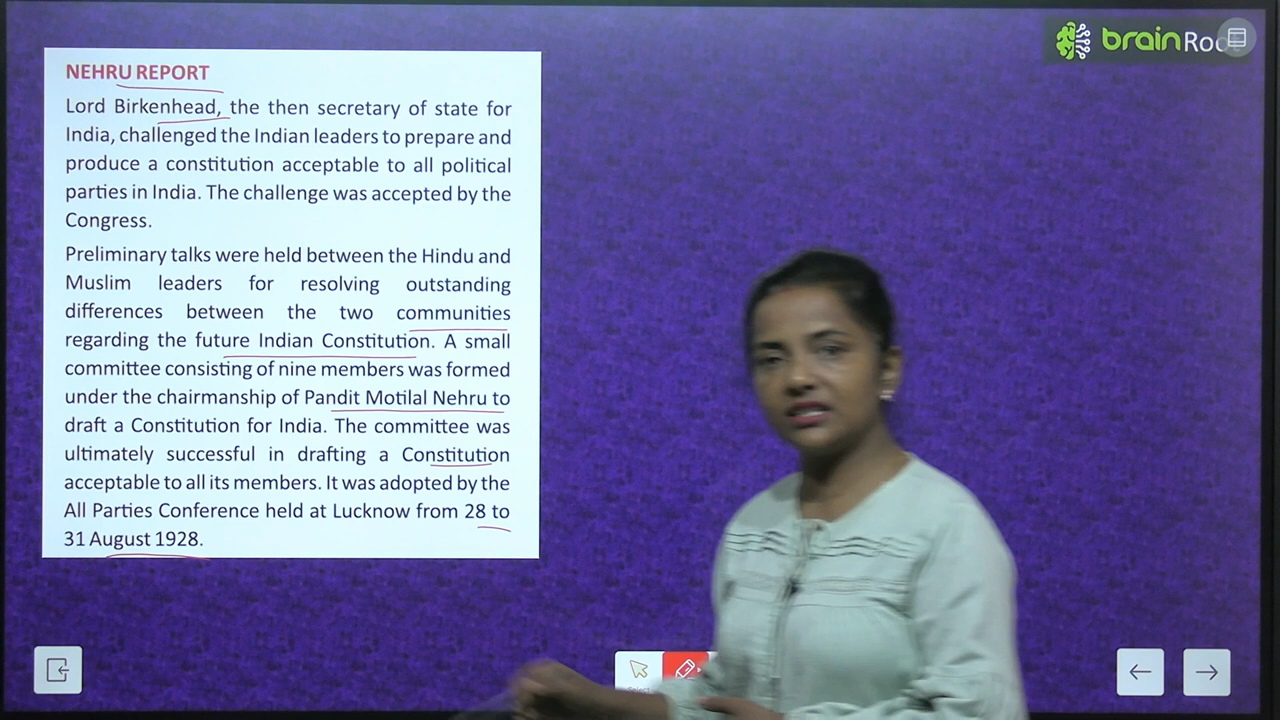 NEHRU REPORT
Lord Birkenhead, the then secretary of state for
India, challenged the Indian leaders to prepare and
produce a constitution acceptable to all political
parties in India. The challenge was accepted by the
Congress.
Preliminary talks were held between the Hindu and
Muslim leaders for resolving outstanding
differences between the two communities
regarding the future Indian Constitution. A small
committee consisting of nine members was formed
under the chairmanship of Pandit Motilal Nehru to
draft a Constitution for India. The committee was
ultimately successful in drafting a Constitution
acceptable to all its members. It was adopted by the
All Parties Conference held at Lucknow from 28 to
31 August 1928.
brain